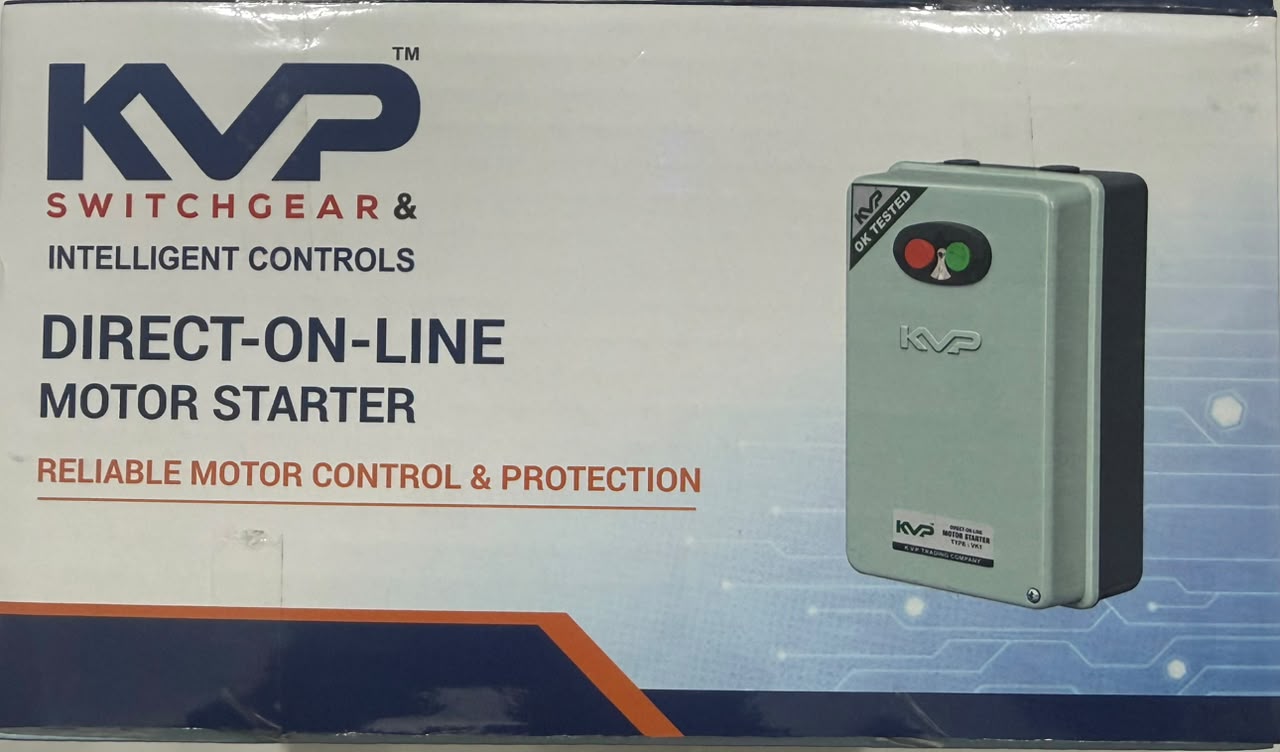 KVP™
SWITCHGEAR &
INTELLIGENT CONTROLS
DIRECT-ON-LINE
MOTOR STARTER
RELIABLE MOTOR CONTROL & PROTECTION
KVP
OK TESTED
KVP
KVP™
DIRECT-ON-LINE
MOTOR STARTER
TYPE : VK1
K.V.P. TRADING COMPANY